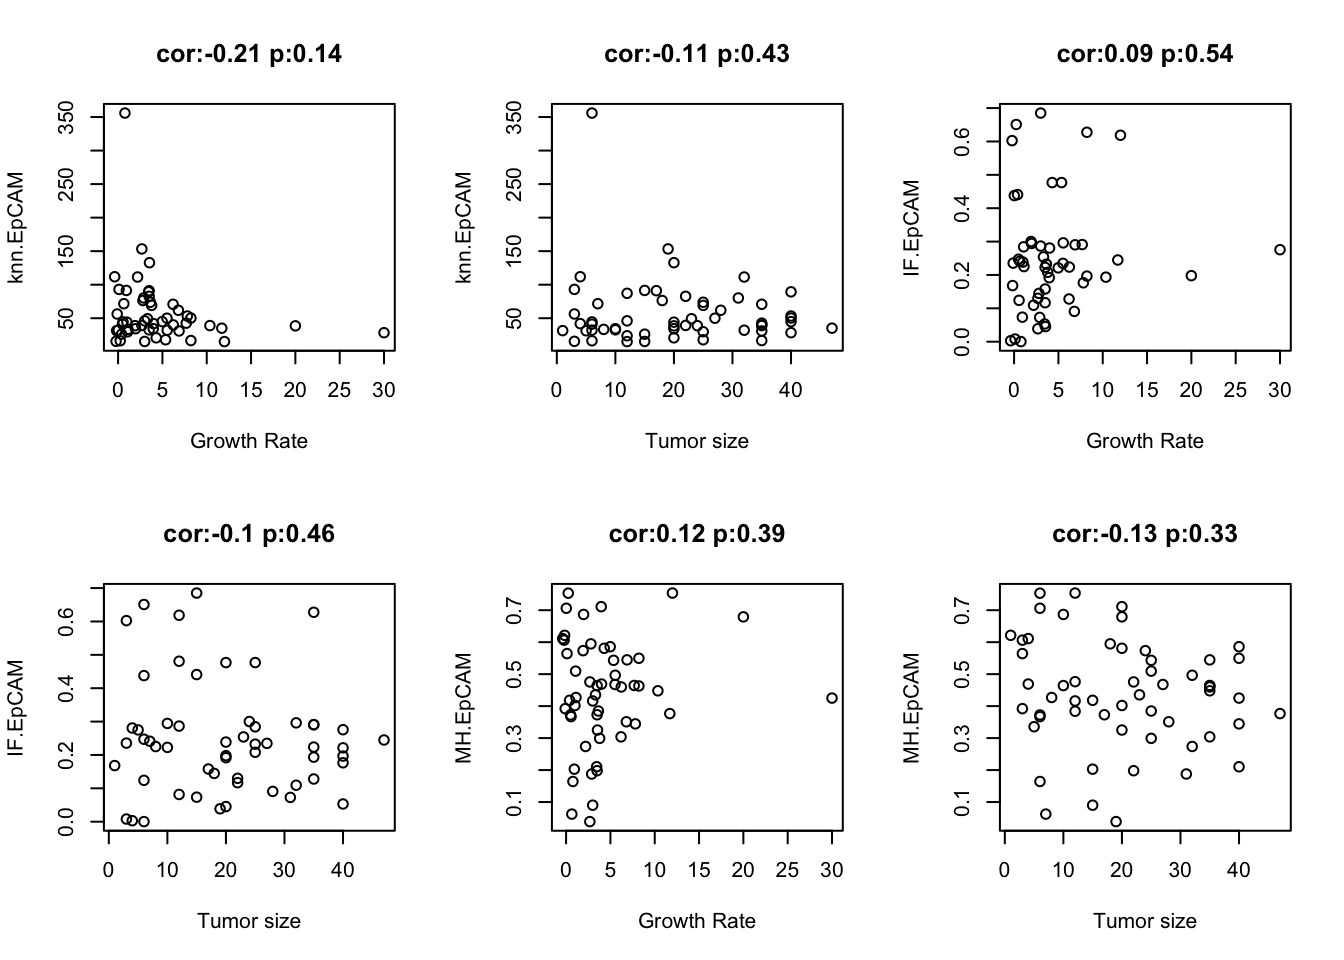 cor:-0.21 p:0.14
knn.EpCAM
350
250
150
50
0 5 10 15 20 25 30
Growth Rate
cor:-0.11 p:0.43
knn.EpCAM
350
250
150
50
0 10 20 30 40
Tumor size
cor:0.09 p:0.54
IF.EpCAM
0.6
0.4
0.2
0.0
0 5 10 15 20 25 30
Growth Rate
cor:-0.1 p:0.46
IF.EpCAM
0.6
0.4
0.2
0.0
0 10 20 30 40
Tumor size
cor:0.12 p:0.39
MH.EpCAM
0.7
0.5
0.3
0.1
0 5 10 15 20 25 30
Growth Rate
cor:-0.13 p:0.33
MH.EpCAM
0.7
0.5
0.3
0.1
0 10 20 30 40
Tumor size